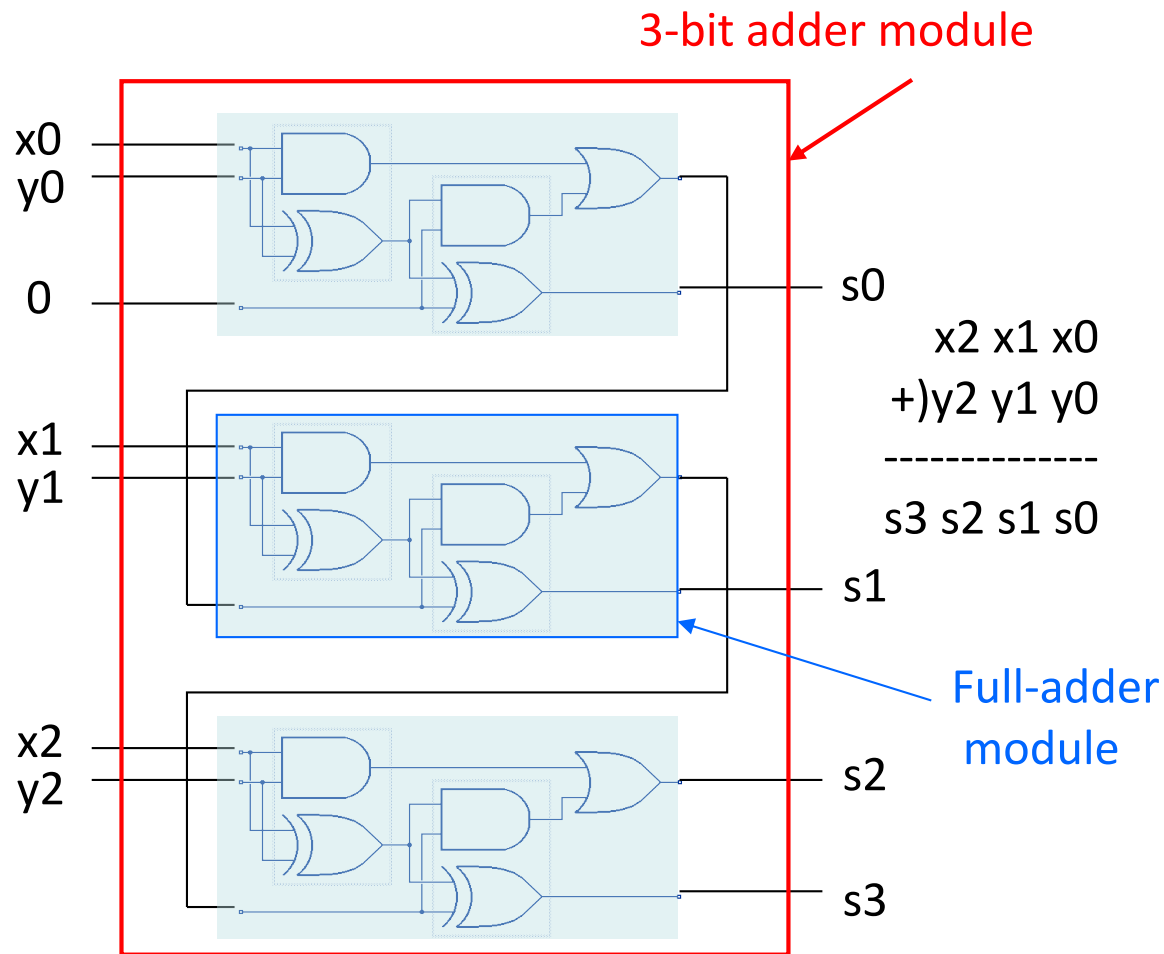 3-bit adder module
x0
y0
0
s0
x2 x1 x0
+)y2 y1 y0
--------------
s3 s2 s1 s0
x1
y1
s1
Full-adder
module
x2
y2
s2
s3